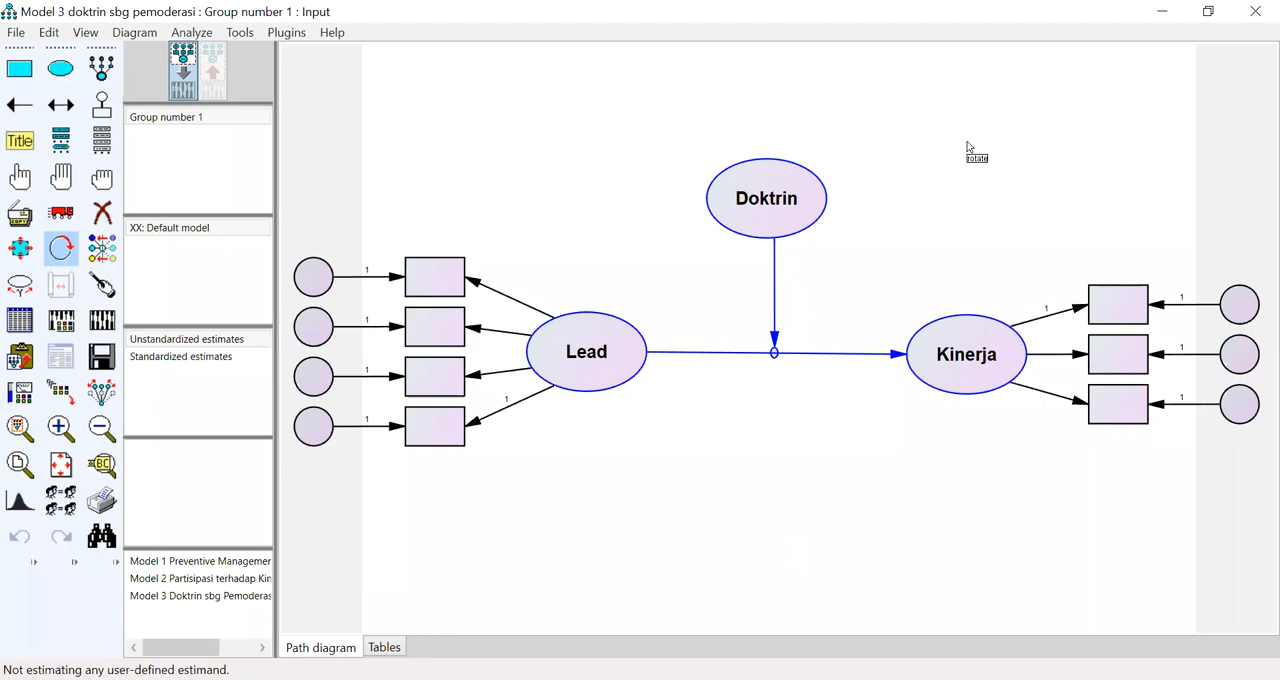 Model 3 doktrin sbg pemoderasi : Group number 1 : Input
File Edit View Diagram Analyze Tools Plugins Help
Title
Group number 1
XX: Default model
Unstandardized estimates
Standardized estimates
Model 1 Preventive Managemer
Model 2 Partisipasi terhadap Kin
Model 3 Doktrin sbg Pemoderas
rotate
Doktrin
Lead
Kinerja
1
1
1
1
1
1
1
1
1
COPY
BC
Path diagram Tables
Not estimating any user-defined estimand.